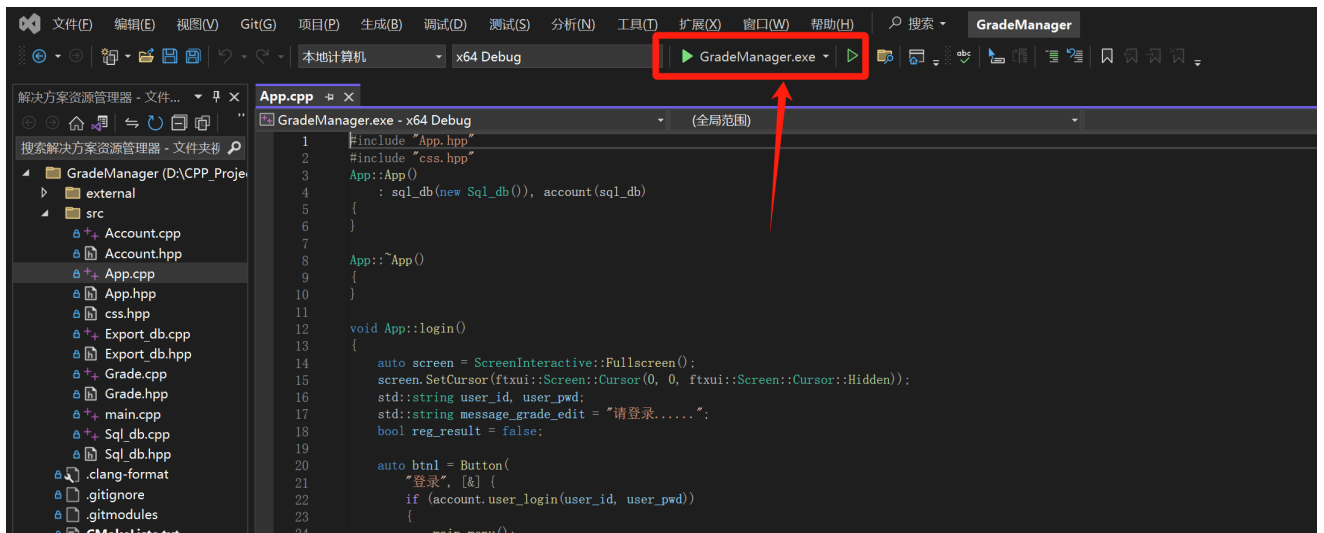 文件(F) 编辑(E) 视图(V) Git(G) 项目(P) 生成(B) 调试(D) 测试(S) 分析(N) 工具(T) 扩展(X) 窗口(W) 帮助(H) 搜索 GradeManager
本地计算机 x64 Debug GradeManager.exe
解决方案资源管理器 - 文件...
搜索解决方案资源管理器 - 文件夹视
GradeManager (D:\CPP_Proje
external
src
Account.cpp
Account.hpp
App.cpp
App.hpp
css.hpp
Export_db.cpp
Export_db.hpp
Grade.cpp
Grade.hpp
main.cpp
Sql_db.cpp
Sql_db.hpp
.clang-format
.gitignore
.gitmodules
CMakeLists.txt
App.cpp
GradeManager.exe - x64 Debug (全局范围)
1 #include "App.hpp"
2 #include "css.hpp"
3 App::App()
4 : sql_db(new Sql_db()), account(sql_db)
5 {
6 }
7
8 App::~App()
9 {
10 }
11
12 void App::login()
13 {
14 auto screen = ScreenInteractive::Fullscreen();
15 screen.SetCursor(ftxui::Screen::Cursor(0, 0, ftxui::Screen::Cursor::Hidden));
16 std::string user_id, user_pwd;
17 std::string message_grade_edit = "请登录......";
18 bool reg_result = false;
19
20 auto btn1 = Button(
21 "登录", [&] {
22 if (account.user_login(user_id, user_pwd))
23 {
24 main_menu();